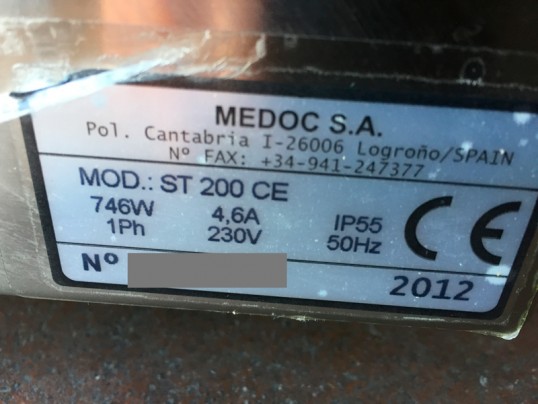 MEDOC S.A.
Pol. Cantabria I-26006 Logroño/SPAIN
Nº FAX: +34-941-247377
MOD.: ST 200 CE
746W 4,6A IP55 CE
1Ph 230V 50Hz
Nº 2012